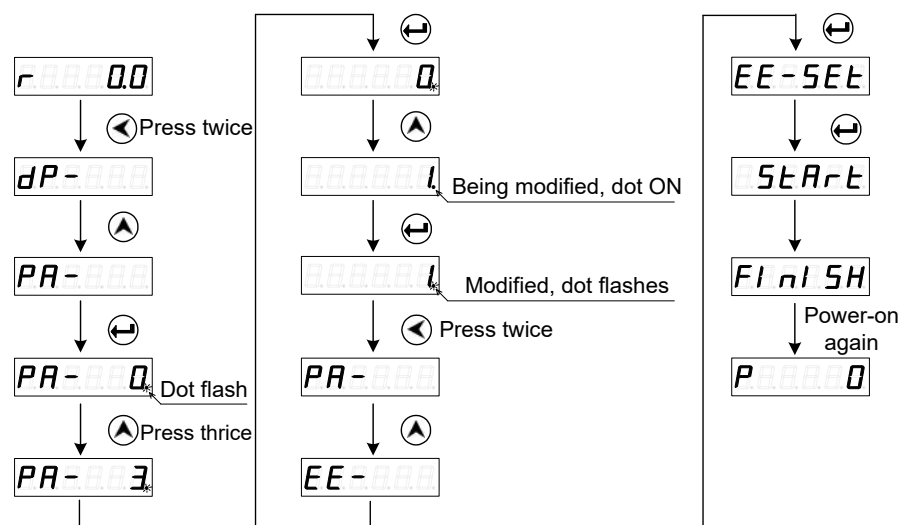 r 0.0
Press twice
dP-
PA-
PA- 0.
Dot flash
Press thrice
PA- 3.
0.
1.
Being modified, dot ON
1.
Modified, dot flashes
Press twice
PA-
EE-
EE-SEt
StArt
FInISH
Power-on
again
P 0